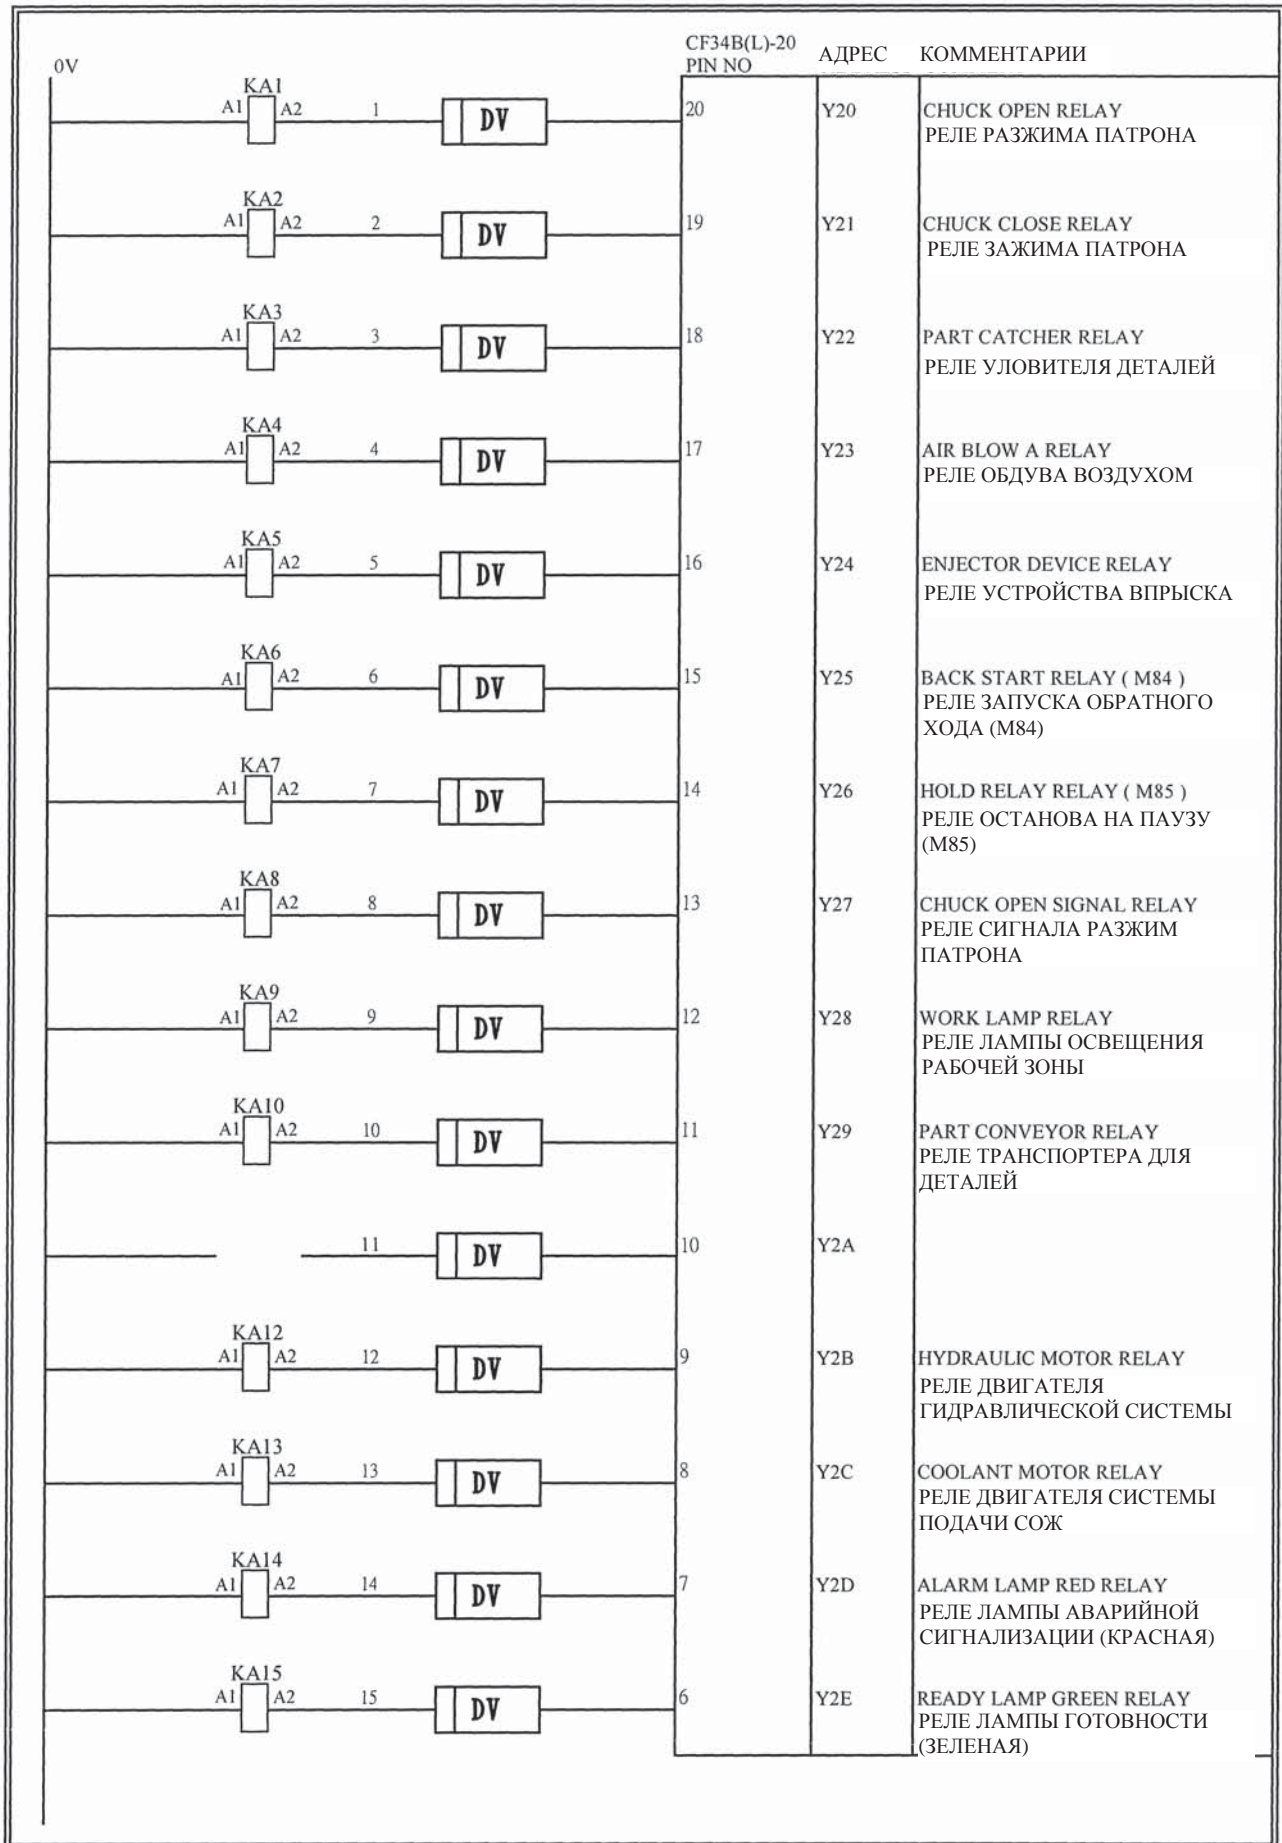 0V
CF34B(L)-20
PIN NO
АДРЕС
КОММЕНТАРИИ
KA1
A1 A2 1 DV 20 Y20 CHUCK OPEN RELAY
РЕЛЕ РАЗЖИМА ПАТРОНА
KA2
A1 A2 2 DV 19 Y21 CHUCK CLOSE RELAY
РЕЛЕ ЗАЖИМА ПАТРОНА
KA3
A1 A2 3 DV 18 Y22 PART CATCHER RELAY
РЕЛЕ УЛОВИТЕЛЯ ДЕТАЛЕЙ
KA4
A1 A2 4 DV 17 Y23 AIR BLOW A RELAY
РЕЛЕ ОБДУВА ВОЗДУХОМ
KA5
A1 A2 5 DV 16 Y24 ENJECTOR DEVICE RELAY
РЕЛЕ УСТРОЙСТВА ВПРЫСКА
KA6
A1 A2 6 DV 15 Y25 BACK START RELAY ( M84 )
РЕЛЕ ЗАПУСКА ОБРАТНОГО
ХОДА (M84)
KA7
A1 A2 7 DV 14 Y26 HOLD RELAY RELAY ( M85 )
РЕЛЕ ОСТАНОВА НА ПАУЗУ
(M85)
KA8
A1 A2 8 DV 13 Y27 CHUCK OPEN SIGNAL RELAY
РЕЛЕ СИГНАЛА РАЗЖИМ
ПАТРОНА
KA9
A1 A2 9 DV 12 Y28 WORK LAMP RELAY
РЕЛЕ ЛАМПЫ ОСВЕЩЕНИЯ
РАБОЧЕЙ ЗОНЫ
KA10
A1 A2 10 DV 11 Y29 PART CONVEYOR RELAY
РЕЛЕ ТРАНСПОРТЕРА ДЛЯ
ДЕТАЛЕЙ
11 DV 10 Y2A
KA12
A1 A2 12 DV 9 Y2B HYDRAULIC MOTOR RELAY
РЕЛЕ ДВИГАТЕЛЯ
ГИДРАВЛИЧЕСКОЙ СИСТЕМЫ
KA13
A1 A2 13 DV 8 Y2C COOLANT MOTOR RELAY
РЕЛЕ ДВИГАТЕЛЯ СИСТЕМЫ
ПОДАЧИ СОЖ
KA14
A1 A2 14 DV 7 Y2D ALARM LAMP RED RELAY
РЕЛЕ ЛАМПЫ АВАРИЙНОЙ
СИГНАЛИЗАЦИИ (КРАСНАЯ)
KA15
A1 A2 15 DV 6 Y2E READY LAMP GREEN RELAY
РЕЛЕ ЛАМПЫ ГОТОВНОСТИ
(ЗЕЛЕНАЯ)